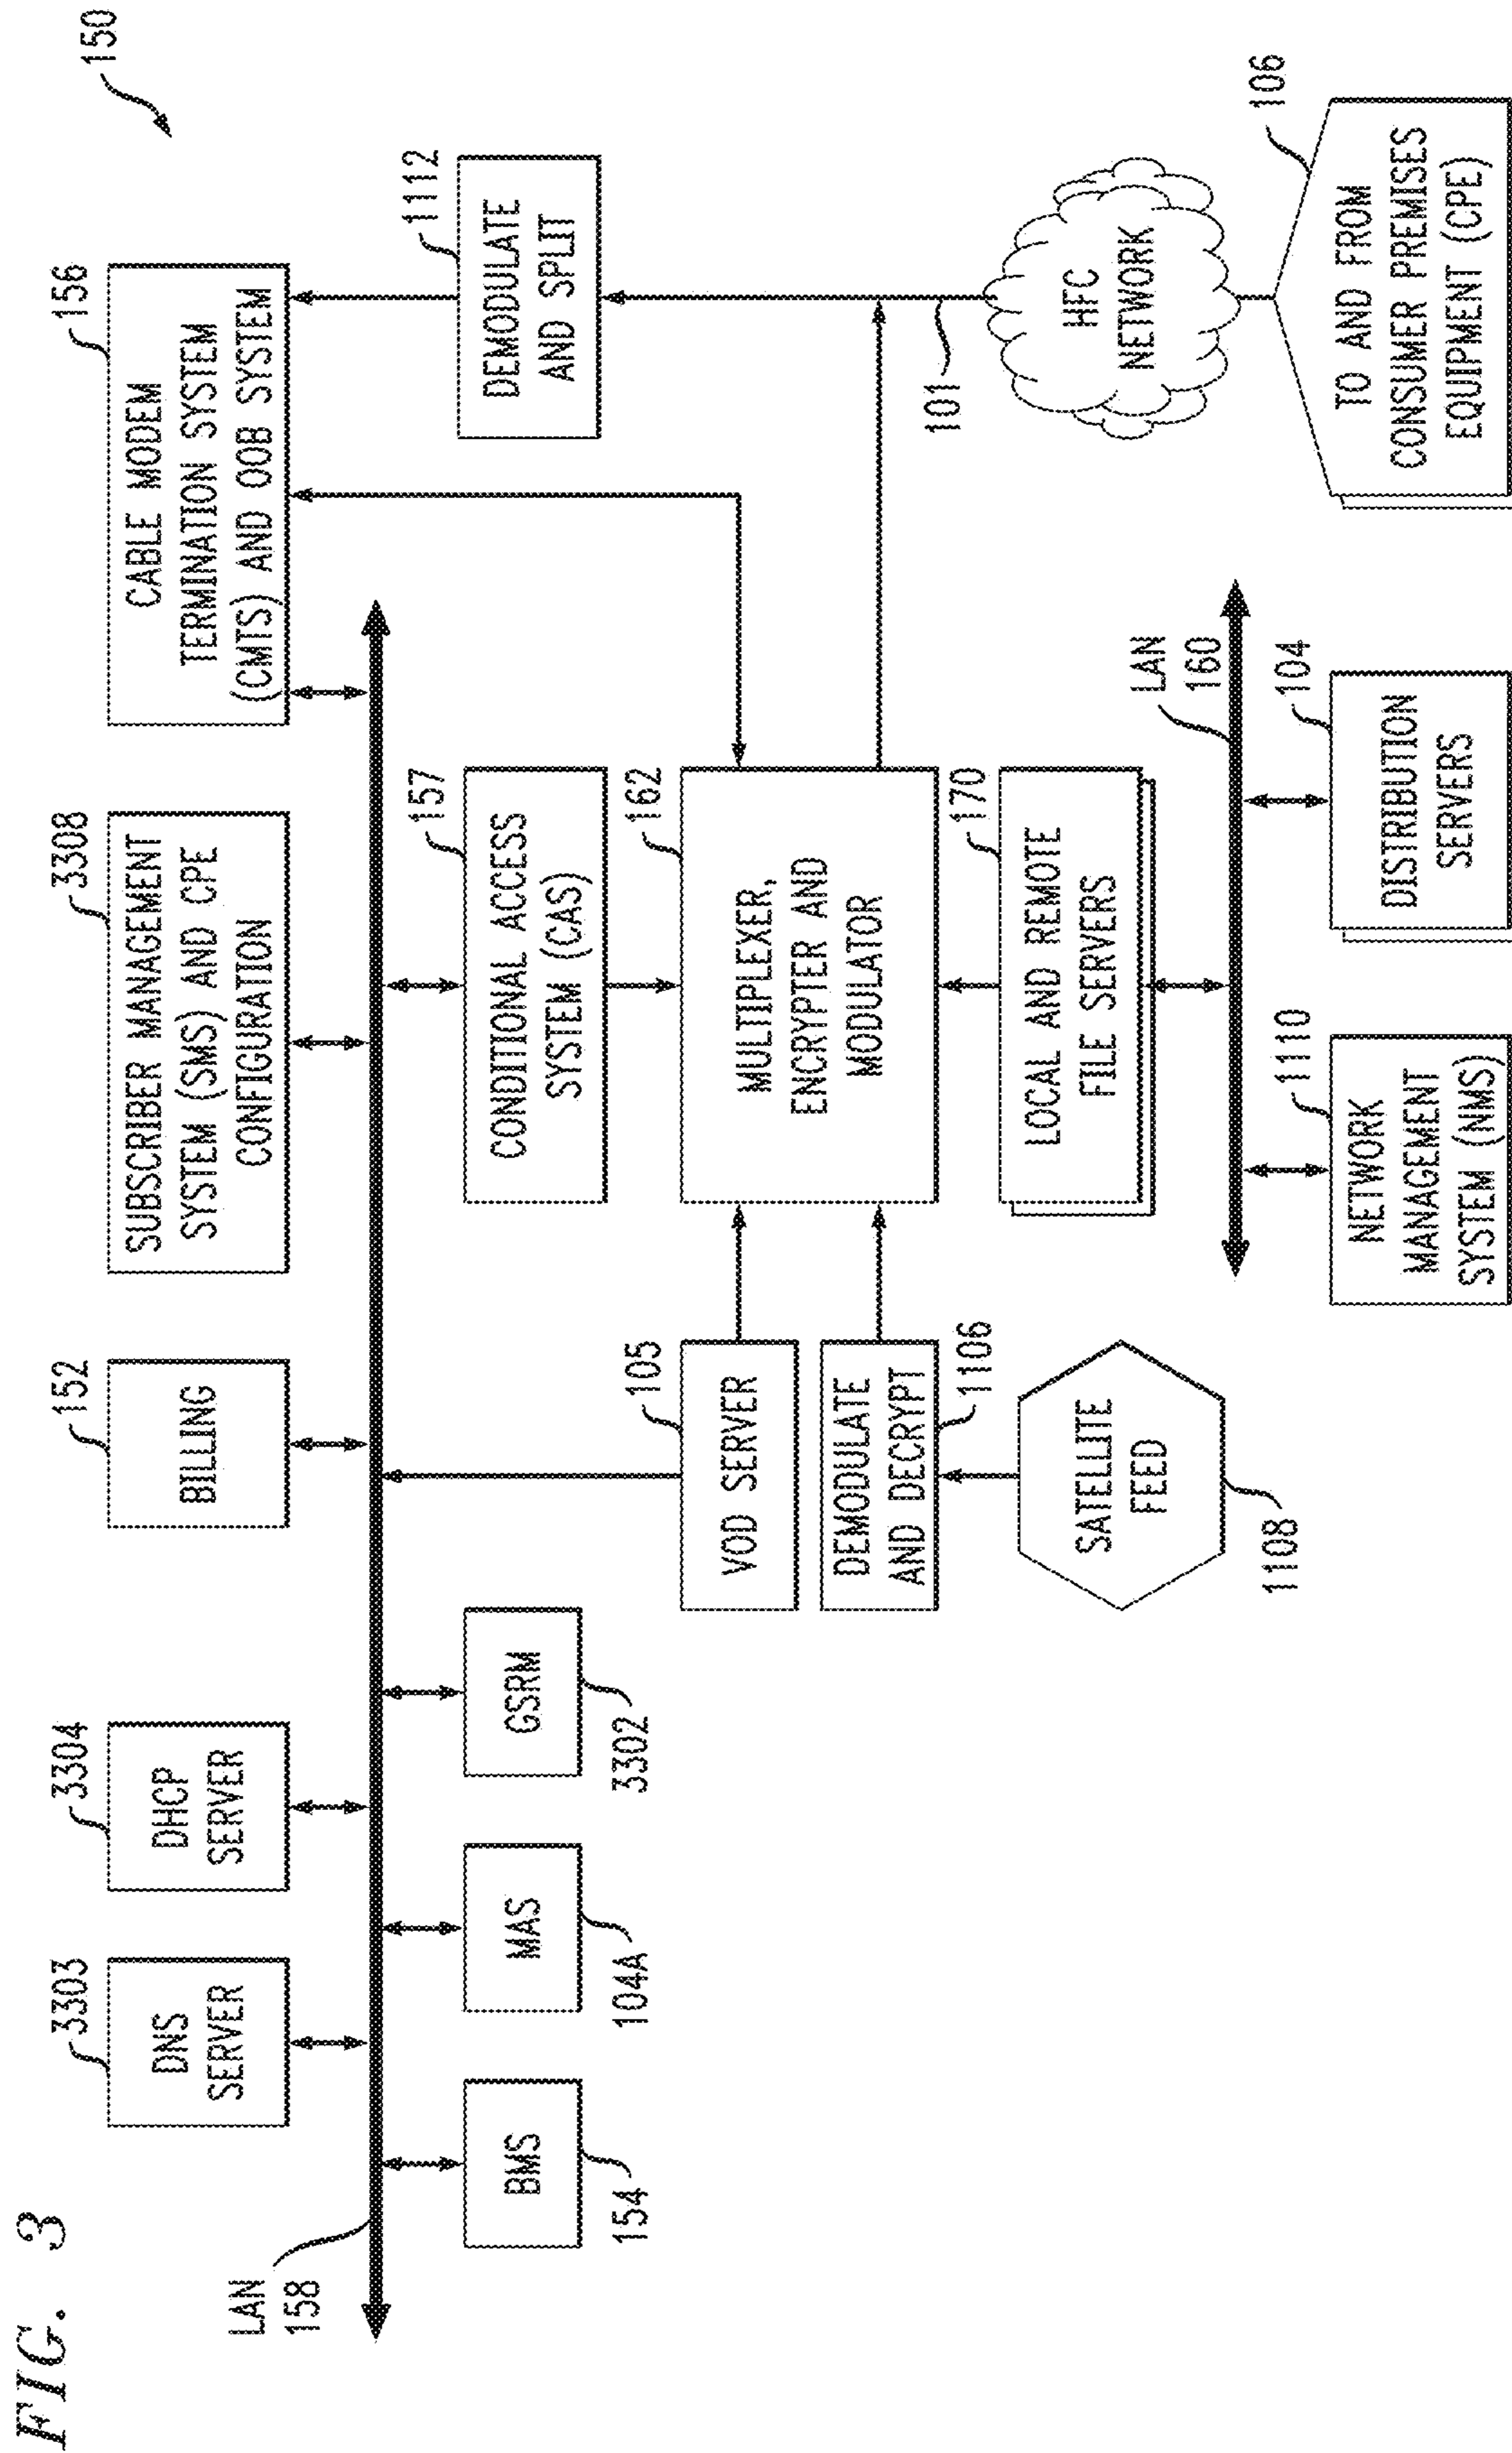 FIG. 3
150
3303
DNS
SERVER
3304
DHCP
SERVER
152
BILLING
3308
SUBSCRIBER MANAGEMENT
SYSTEM (SMS) AND CPE
CONFIGURATION
156
CABLE MODEM
TERMINATION SYSTEM
(CMTS) AND OOB SYSTEM
LAN
158
BMS
154
MAS
104A
GSRM
3302
157
CONDITIONAL ACCESS
SYSTEM (CAS)
1112
DEMODULATE
AND SPLIT
105
VOD SERVER
162
MULTIPLEXER,
ENCRYPTER AND
MODULATOR
DEMODULATE
AND DECRYPT
1106
101
SATELLITE
FEED
1108
170
LOCAL AND REMOTE
FILE SERVERS
HFC
NETWORK
LAN
160
1110
NETWORK
MANAGEMENT
SYSTEM (NMS)
104
DISTRIBUTION
SERVERS
106
TO AND FROM
CONSUMER PREMISES
EQUIPMENT (CPE)